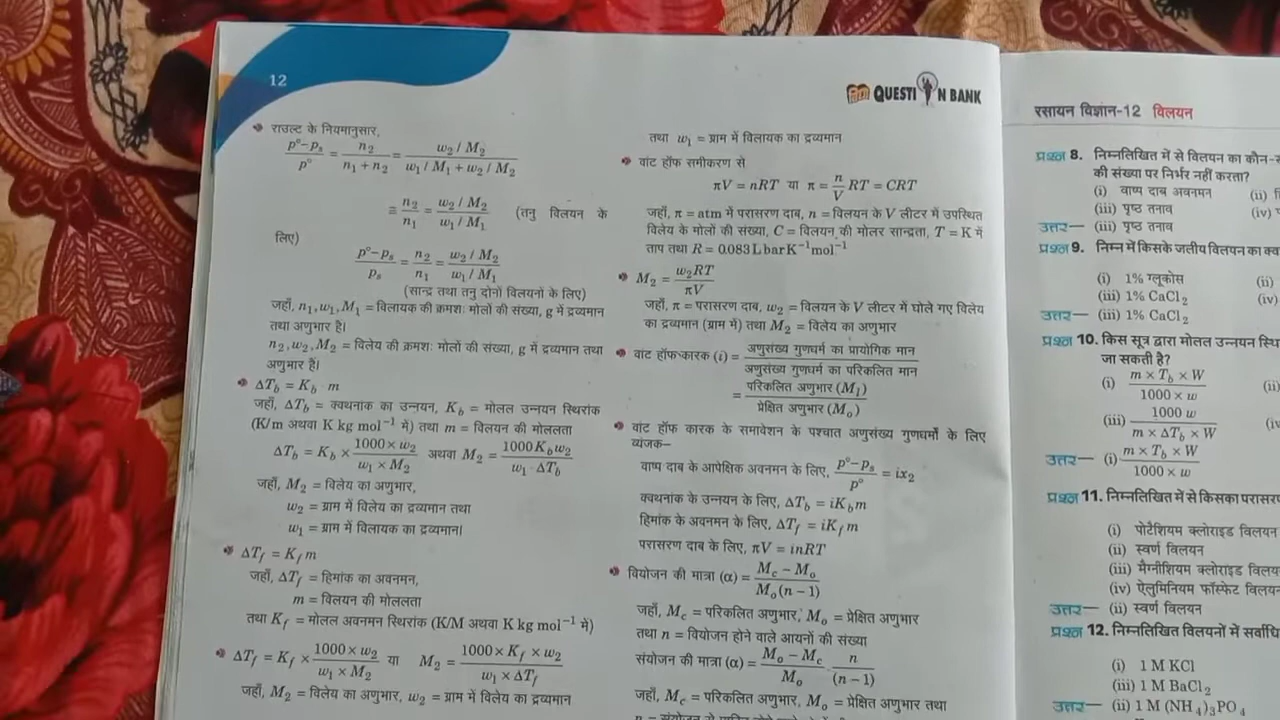 12
QUESTION BANK
राउल्ट के नियमानुसार,
p°−pₛ / p° = n₂ / (n₁ + n₂) = (w₂ / M₂) / (w₁ / M₁ + w₂ / M₂)
≅ n₂ / n₁ = (w₂ / M₂) / (w₁ / M₁) (तनु विलयन के
लिए)
p°−pₛ / pₛ = n₂ / n₁ = (w₂ / M₂) / (w₁ / M₁)
(सान्द्र तथा तनु दोनों विलयनों के लिए)
जहाँ, n₁, w₁, M₁ = विलायक की क्रमशः मोलों की संख्या, g में द्रव्यमान
तथा अणुभार है।
n₂, w₂, M₂ = विलेय की क्रमशः मोलों की संख्या, g में द्रव्यमान तथा
अणुभार हैं।
ΔT_b = K_b · m
जहाँ, ΔT_b = क्वथनांक का उन्नयन, K_b = मोलल उन्नयन स्थिरांक
(K/m अथवा K kg mol⁻¹ में) तथा m = विलयन की मोललता
ΔT_b = K_b × (1000 × w₂) / (w₁ × M₂) अथवा M₂ = (1000 K_b w₂) / (w₁ · ΔT_b)
जहाँ, M₂ = विलेय का अणुभार,
w₂ = ग्राम में विलेय का द्रव्यमान तथा
w₁ = ग्राम में विलायक का द्रव्यमान।
ΔT_f = K_f m
जहाँ, ΔT_f = हिमांक का अवनमन,
m = विलयन की मोललता
तथा K_f = मोलल अवनमन स्थिरांक (K/M अथवा K kg mol⁻¹ में)
ΔT_f = K_f × (1000 × w₂) / (w₁ × M₂) या M₂ = (1000 × K_f × w₂) / (w₁ × ΔT_f)
जहाँ, M₂ = विलेय का अणुभार, w₂ = ग्राम में विलेय का द्रव्यमान
तथा w₁ = ग्राम में विलायक का द्रव्यमान
वांट हॉफ समीकरण से
πV = nRT या π = (n / V) RT = CRT
जहाँ, π = atm में परासरण दाब, n = विलयन के V लीटर में उपस्थित
विलेय के मोलों की संख्या, C = विलयन की मोलर सान्द्रता, T = K में
ताप तथा R = 0.083 L bar K⁻¹ mol⁻¹
M₂ = w₂RT / πV
जहाँ, π = परासरण दाब, w₂ = विलयन के V लीटर में घोले गए विलेय
का द्रव्यमान (ग्राम में) तथा M₂ = विलेय का अणुभार
वांट हॉफ कारक (i) = अणुसंख्य गुणधर्म का प्रायोगिक मान / अणुसंख्य गुणधर्म का परिकलित मान
= परिकलित अणुभार (M₁) / प्रेक्षित अणुभार (Mₒ)
वांट हॉफ कारक के समावेशन के पश्चात अणुसंख्य गुणधर्मों के लिए
व्यंजक–
वाष्प दाब के आपेक्षिक अवनमन के लिए, p°−pₛ / p° = ix₂
क्वथनांक के उन्नयन के लिए, ΔT_b = iK_b m
हिमांक के अवनमन के लिए, ΔT_f = iK_f m
परासरण दाब के लिए, πV = inRT
वियोजन की मात्रा (α) = (M_c − Mₒ) / Mₒ(n − 1)
जहाँ, M_c = परिकलित अणुभार, Mₒ = प्रेक्षित अणुभार
तथा n = वियोजन होने वाले आयनों की संख्या
संयोजन की मात्रा (α) = (Mₒ − M_c) / Mₒ · n / (n − 1)
जहाँ, M_c = परिकलित अणुभार, Mₒ = प्रेक्षित अणुभार तथा
रसायन विज्ञान-12 विलयन
प्रश्न 8. निम्नलिखित में से विलयन का कौन-
की संख्या पर निर्भर नहीं करता?
(i) वाष्प दाब अवनमन (ii)
(iii) पृष्ठ तनाव (iv)
उत्तर— (iii) पृष्ठ तनाव
प्रश्न 9. निम्न में किसके जलीय विलयन का
(i) 1% ग्लूकोस (ii)
(iii) 1% CaCl₂ (iv)
उत्तर— (iii) 1% CaCl₂
प्रश्न 10. किस सूत्र द्वारा मोलल उन्नयन
जा सकती है?
(i) (m × T_b × W) / (1000 × w) (ii)
(iii) (1000 w) / (m × ΔT_b × W)
उत्तर— (i) (m × T_b × W) / (1000 × w)
प्रश्न 11. निम्नलिखित में से किसका
(i) पोटैशियम क्लोराइड विलयन
(ii) स्वर्ण विलयन
(iii) मैग्नीशियम क्लोराइड
(iv) ऐलुमिनियम फॉस्फेट
उत्तर— (ii) स्वर्ण विलयन
प्रश्न 12. निम्नलिखित विलयनों में
(i) 1 M KCl
(iii) 1 M BaCl₂
उत्तर— (ii) 1 M (NH₄)₃PO₄